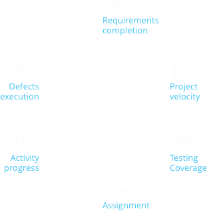 Requirements
completion
Defects
execution
Project
velocity
Activity
progress
Testing
Coverage
Assignment